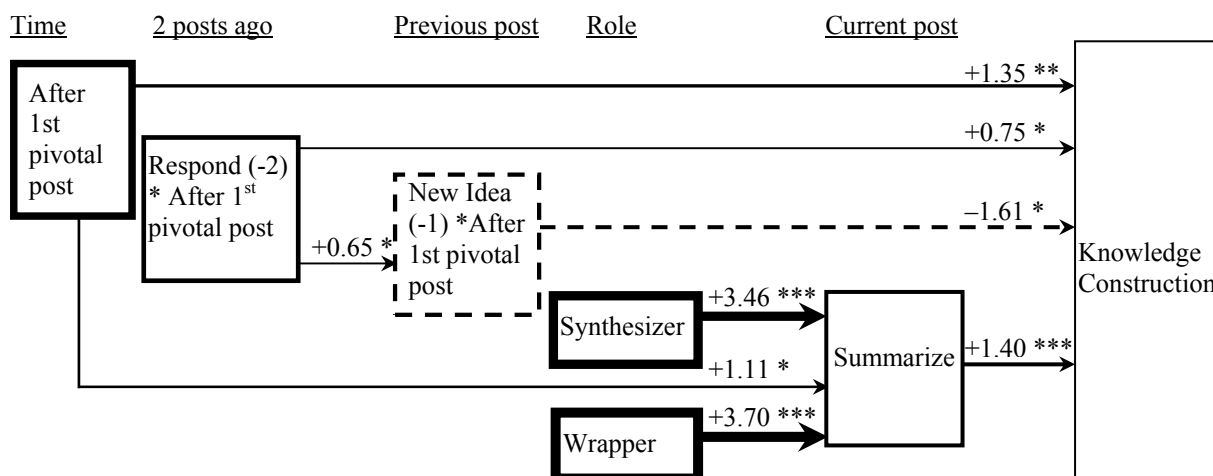 Time
2 posts ago
Previous post
Role
Current post
After
1st
pivotal
post
+1.35 **
Respond (-2)
* After 1st
pivotal post
+0.75 *
+0.65 *
New Idea
(-1) *After
1st pivotal
post
−1.61 *
Knowledge
Construction
Synthesizer
+3.46 ***
Summarize
+1.40 ***
+1.11 *
Wrapper
+3.70 ***